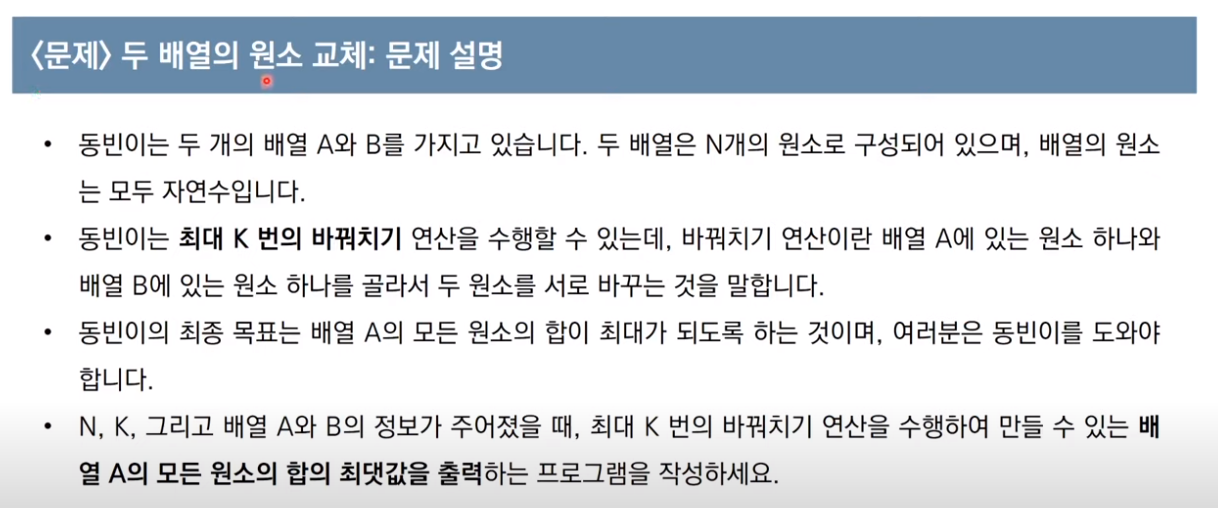 〈문제〉 두 배열의 원소 교체: 문제 설명
• 동빈이는 두 개의 배열 A와 B를 가지고 있습니다. 두 배열은 N개의 원소로 구성되어 있으며, 배열의 원소
는 모두 자연수입니다.
• 동빈이는 최대 K 번의 바꿔치기 연산을 수행할 수 있는데, 바꿔치기 연산이란 배열 A에 있는 원소 하나와
배열 B에 있는 원소 하나를 골라서 두 원소를 서로 바꾸는 것을 말합니다.
• 동빈이의 최종 목표는 배열 A의 모든 원소의 합이 최대가 되도록 하는 것이며, 여러분은 동빈이를 도와야
합니다.
• N, K, 그리고 배열 A와 B의 정보가 주어졌을 때, 최대 K 번의 바꿔치기 연산을 수행하여 만들 수 있는 배
열 A의 모든 원소의 합의 최댓값을 출력하는 프로그램을 작성하세요.